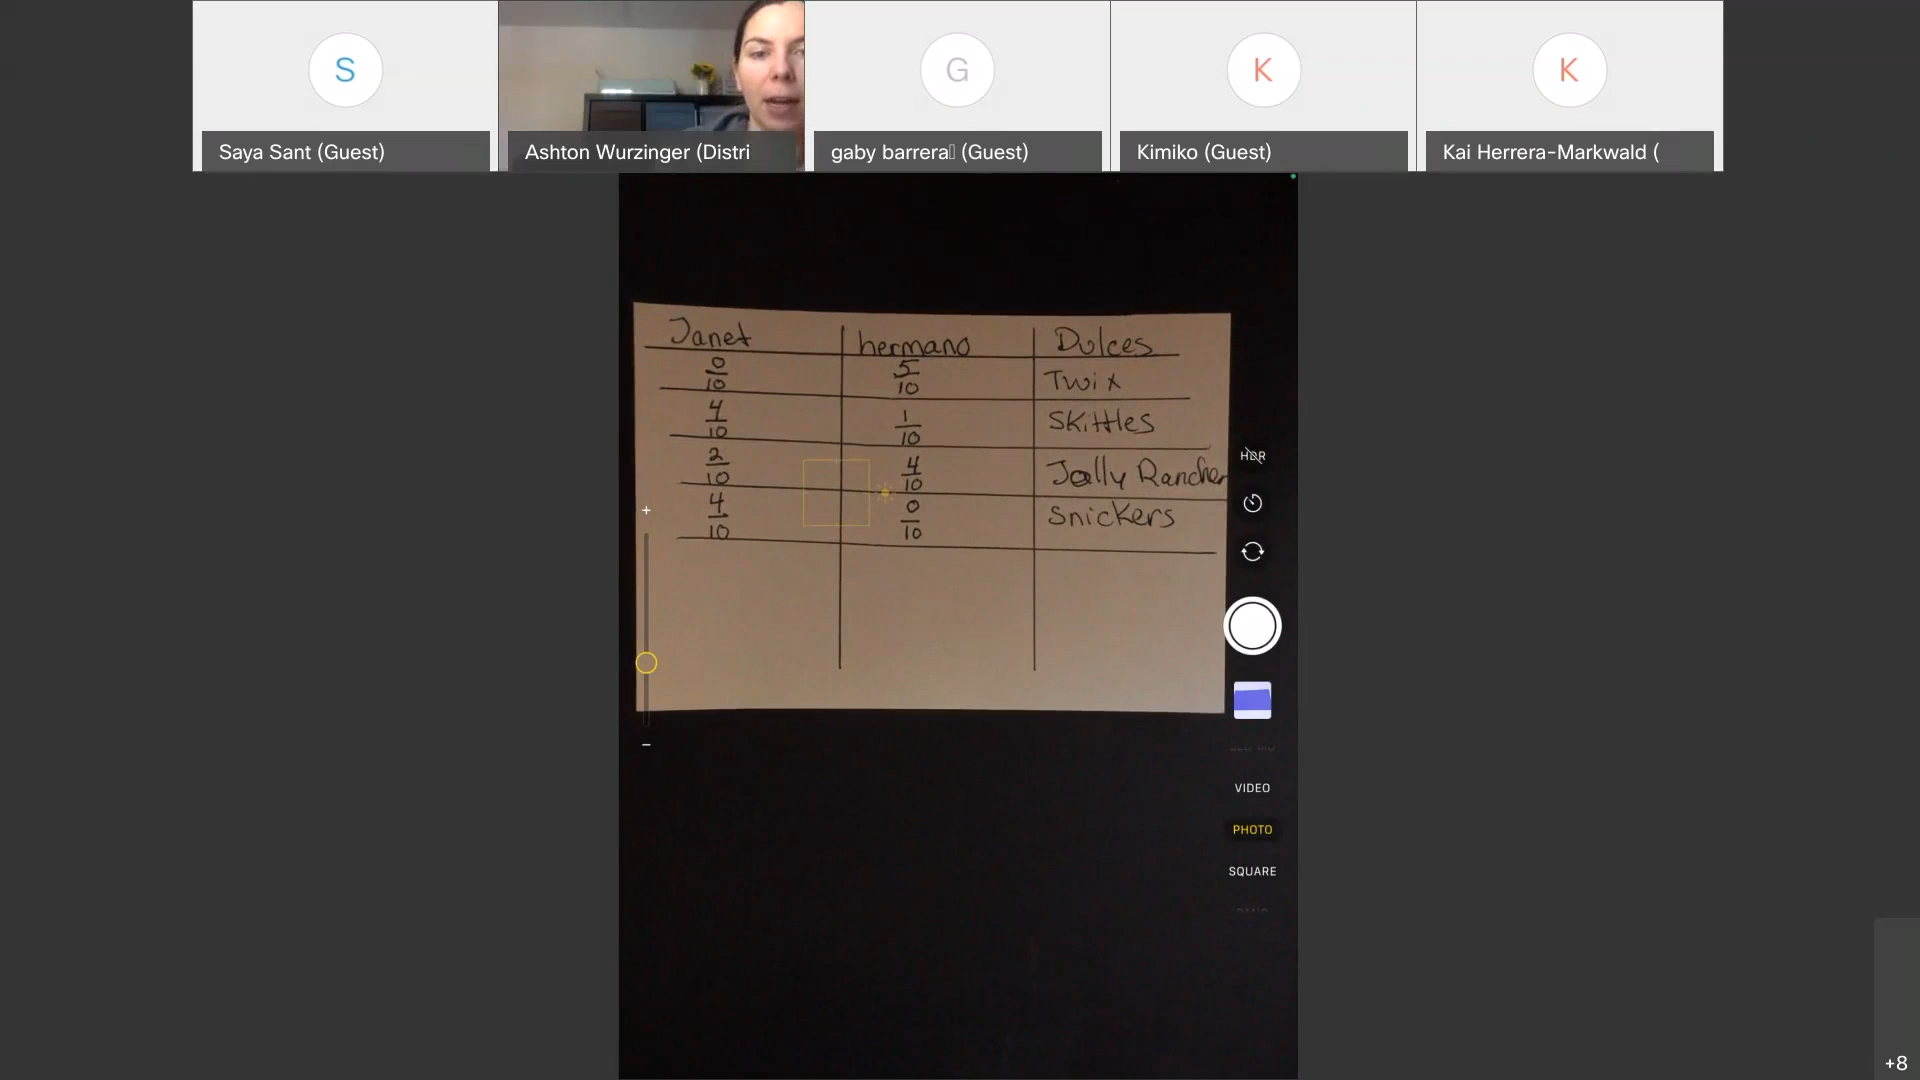 S
G
K
K
Saya Sant (Guest)
Ashton Wurzinger (Distri
gaby barrera (Guest)
Kimiko (Guest)
Kai Herrera-Markwald (
Janet hermano Dulces
0/10 5/10 Twix
4/10 1/10 Skittles
2/10 4/10 Jolly Rancher
4/10 0/10 Snickers
HDR
+
−
VIDEO
PHOTO
SQUARE
+8